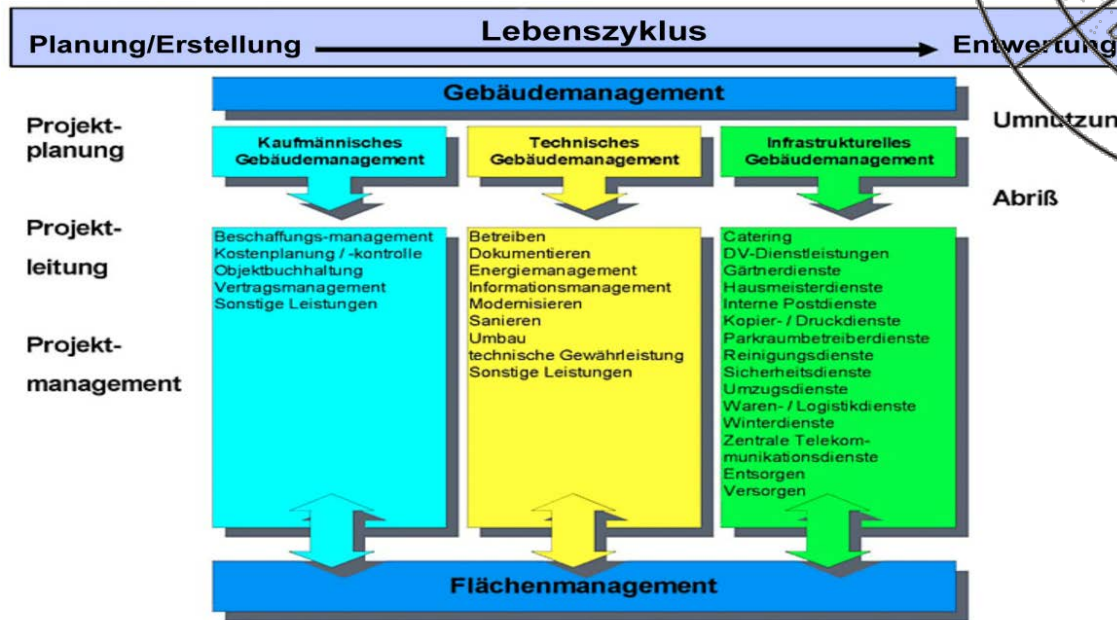 Lebenszyklus
Planung/Erstellung
Entwertung
Gebäudemanagement
Projekt-
planung
Projekt-
leitung
Projekt-
management
Kaufmännisches
Gebäudemanagement
Beschaffungs-management
Kostenplanung / -kontrolle
Objektbuchhaltung
Vertragsmanagement
Sonstige Leistungen
Technisches
Gebäudemanagement
Betreiben
Dokumentieren
Energiemanagement
Informationsmanagement
Modernisieren
Sanieren
Umbau
technische Gewährleistung
Sonstige Leistungen
Infrastrukturelles
Gebäudemanagement
Catering
DV-Dienstleistungen
Gärtnerdienste
Hausmeisterdienste
Interne Postdienste
Kopier- / Druckdienste
Parkraumbetreiberdienste
Reinigungsdienste
Sicherheitsdienste
Umzugsdienste
Waren- / Logistikdienste
Winterdienste
Zentrale Telekom-
munikationsdienste
Entsorgen
Versorgen
Umnutzun
Abriß
Flächenmanagement